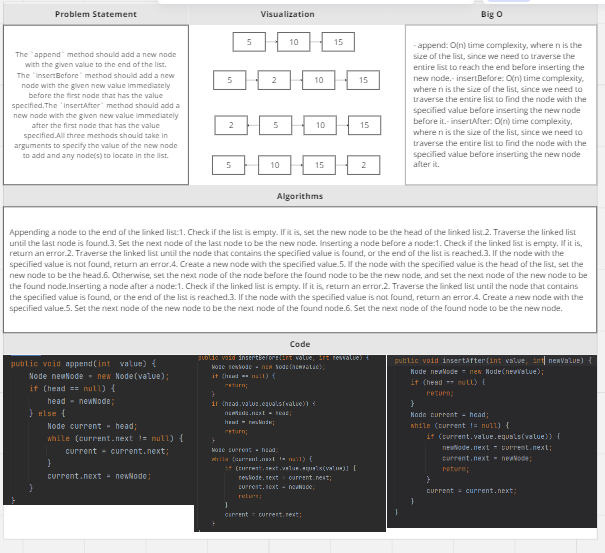 Problem Statement
Visualization
Big O
The `append` method should add a new node
with the given value to the end of the list.
The `insertBefore` method should add a new
node with the given new value immediately
before the first node that has the value
specified.The `insertAfter` method should add a
new node with the given new value immediately
after the first node that has the value
specified.All three methods should take in
arguments to specify the value of the new node
to add and any node(s) to locate in the list.
5 10 15
5 2 10 15
2 5 10 15
5 10 15 2
- append: O(n) time complexity, where n is the
size of the list, since we need to traverse the
entire list to reach the end before inserting the
new node.- insertBefore: O(n) time complexity,
where n is the size of the list, since we need to
traverse the entire list to find the node with the
specified value before inserting the new node
before it.- insertAfter: O(n) time complexity,
where n is the size of the list, since we need to
traverse the entire list to find the node with the
specified value before inserting the new node
after it.
Algorithms
Appending a node to the end of the linked list:1. Check if the list is empty. If it is, set the new node to be the head of the linked list.2. Traverse the linked list
until the last node is found.3. Set the next node of the last node to be the new node. Inserting a node before a node:1. Check if the linked list is empty. If it is,
return an error.2. Traverse the linked list until the node that contains the specified value is found, or the end of the list is reached.3. If the node with the
specified value is not found, return an error.4. Create a new node with the specified value.5. If the node with the specified value is the head of the list, set the
new node to be the head.6. Otherwise, set the next node of the node before the found node to be the new node, and set the next node of the new node to be
the found node.Inserting a node after a node:1. Check if the linked list is empty. If it is, return an error.2. Traverse the linked list until the node that contains
the specified value is found, or the end of the list is reached.3. If the node with the specified value is not found, return an error.4. Create a new node with the
specified value.5. Set the next node of the new node to be the next node of the found node.6. Set the next node of the found node to be the new node.
Code
public void append(int value) {
Node newNode = new Node(value);
if (head == null) {
head = newNode;
} else {
Node current = head;
while (current.next != null) {
current = current.next;
}
current.next = newNode;
}
}
public void insertBefore(int value, int newValue) {
Node newNode = new Node(newValue);
if (head == null) {
return;
}
if (head.value.equals(value)) {
newNode.next = head;
head = newNode;
return;
}
Node current = head;
while (current.next != null) {
if (current.next.value.equals(value)) {
newNode.next = current.next;
current.next = newNode;
return;
}
current = current.next;
}
public void insertAfter(int value, int newValue) {
Node newNode = new Node(newValue);
if (head == null) {
return;
}
Node current = head;
while (current != null) {
if (current.value.equals(value)) {
newNode.next = current.next;
current.next = newNode;
return;
}
current = current.next;
}
}